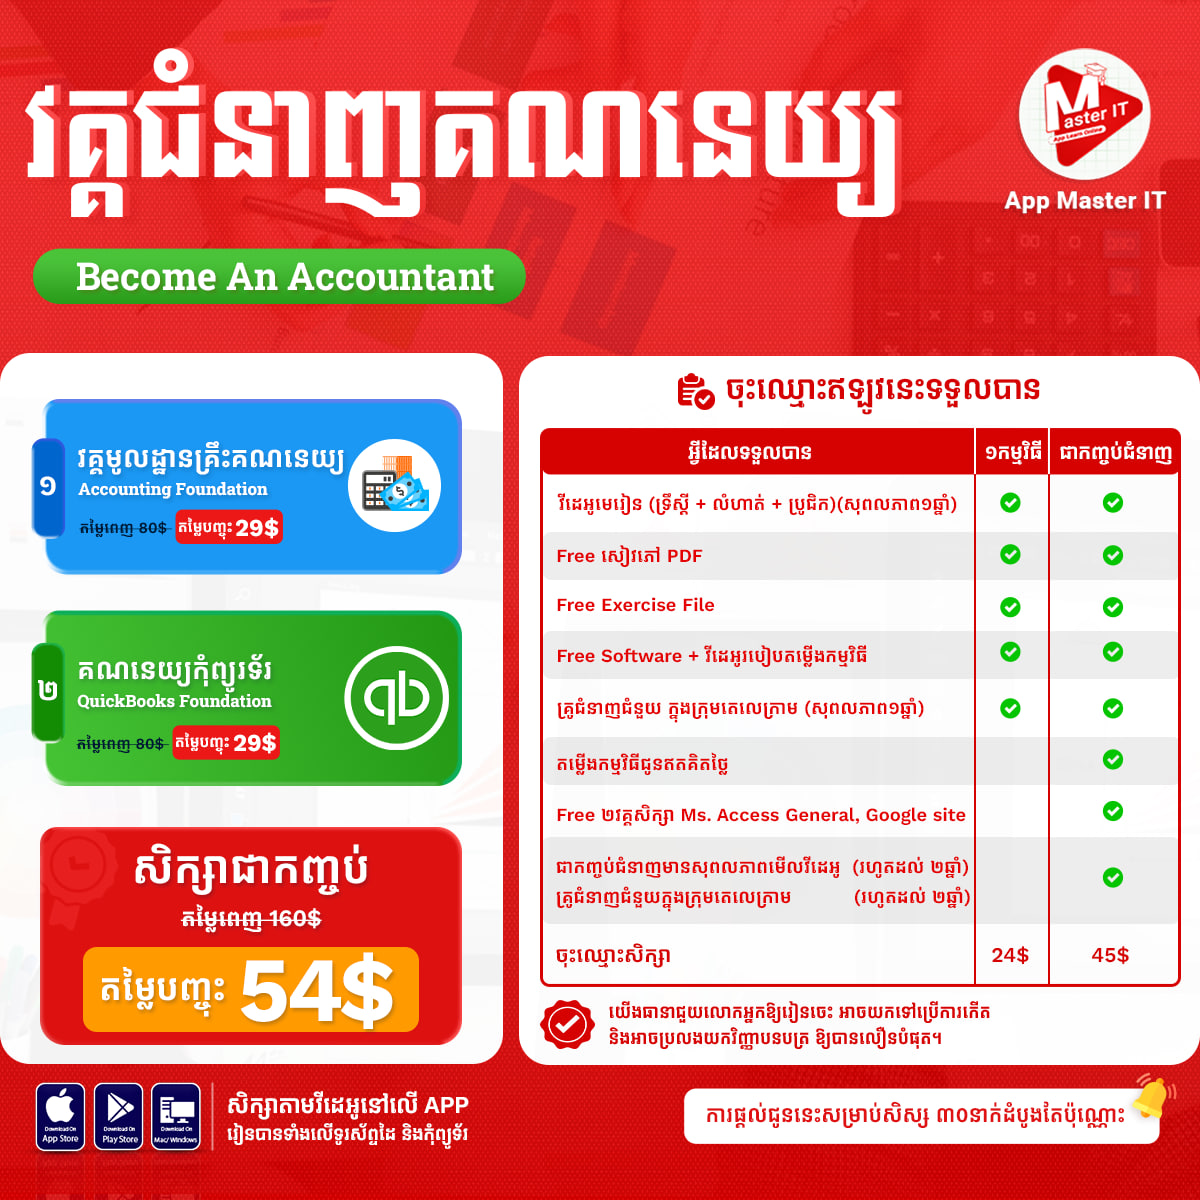 វគ្គជំនាញគណនេយ្យ
Become An Accountant
Master IT
App Learn Online
App Master IT
១
វគ្គមូលដ្ឋានគ្រឹះគណនេយ្យ
Accounting Foundation
តម្លៃពេញ 80$ តម្លៃបញ្ចុះ 29$
២
គណនេយ្យកុំព្យូរទ័រ
QuickBooks Foundation
តម្លៃពេញ 80$ តម្លៃបញ្ចុះ 29$
qb
សិក្សាជាកញ្ចប់
តម្លៃពេញ 160$
តម្លៃបញ្ចុះ 54$
ចុះឈ្មោះឥឡូវនេះទទួលបាន
អ្វីដែលទទួលបាន ១កម្មវិធី ជាកញ្ចប់ជំនាញ
វីដេអូមេរៀន (ទ្រឹស្តី + លំហាត់ + ប្រូជិក)(សុពលភាព១ឆ្នាំ)
Free សៀវភៅ PDF
Free Exercise File
Free Software + វីដេអូរបៀបតម្លើងកម្មវិធី
គ្រូជំនាញជំនួយ ក្នុងក្រុមតេលេក្រាម (សុពលភាព១ឆ្នាំ)
តម្លើងកម្មវិធីជូនឥតគិតថ្លៃ
Free ២វគ្គសិក្សា Ms. Access General, Google site
ជាកញ្ចប់ជំនាញមានសុពលភាពមើលវីដេអូ (រហូតដល់ ២ឆ្នាំ)
គ្រូជំនាញជំនួយក្នុងក្រុមតេលេក្រាម (រហូតដល់ ២ឆ្នាំ)
ចុះឈ្មោះសិក្សា 24$ 45$
យើងធានាជួយលោកអ្នកឱ្យរៀនចេះ អាចយកទៅប្រើការកើត
និងអាចប្រលងយកវិញ្ញាបនបត្រ ឱ្យបានលឿនបំផុត។
Download On
App Store
Download On
Play Store
Download On
Mac/Windows
សិក្សាតាមវីដេអូនៅលើ APP
រៀនបានទាំងលើទូរស័ព្ទដៃ និងកុំព្យូទ័រ
ការផ្តល់ជូននេះសម្រាប់សិស្ស ៣០នាក់ដំបូងតែប៉ុណ្ណោះ